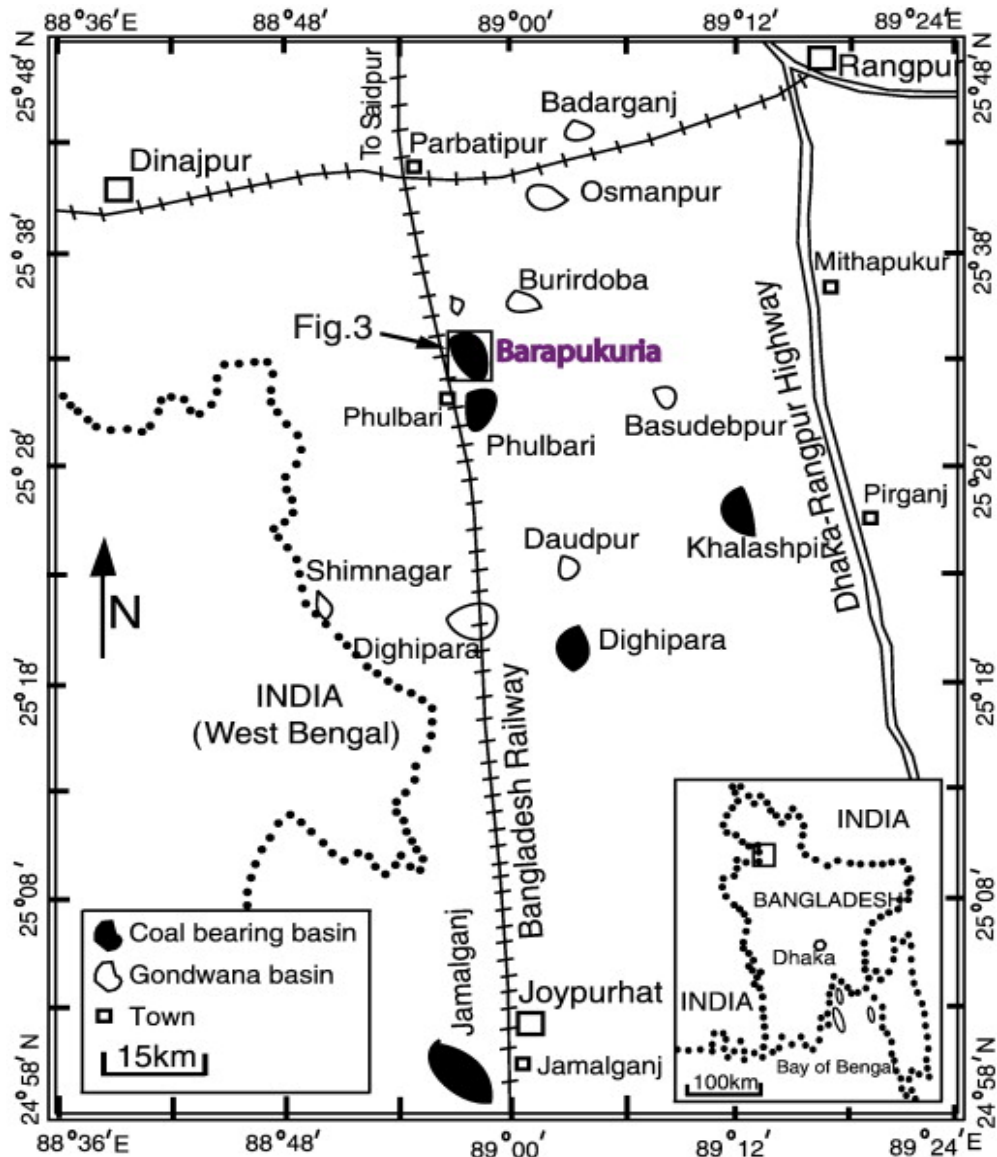 88°36′E
88°48′
89°00′
89°12′
89°24′E
25°48′N
25°48′N
Rangpur
Badarganj
To Saidpur
Parbatipur
Dinajpur
Osmanpur
25°38′
25°38′
Mithapukur
Burirdoba
Fig.3
Barapukuria
Phulbari
Basudebpur
Phulbari
Dhaka-Rangpur Highway
25°28′
25°28′
Pirganj
Khalashpir
Daudpur
Shimnagar
N
Dighipara
Dighipara
25°18′
25°18′
INDIA
(West Bengal)
Bangladesh Railway
INDIA
25°08′
25°08′
BANGLADESH
Coal bearing basin
Dhaka
Gondwana basin
Jamalganj
Joypurhat
INDIA
Town
15km
Jamalganj
Bay of Bengal
100km
24°58′N
24°58′N
88°36′E
88°48′
89°00′
89°12′
89°24′E